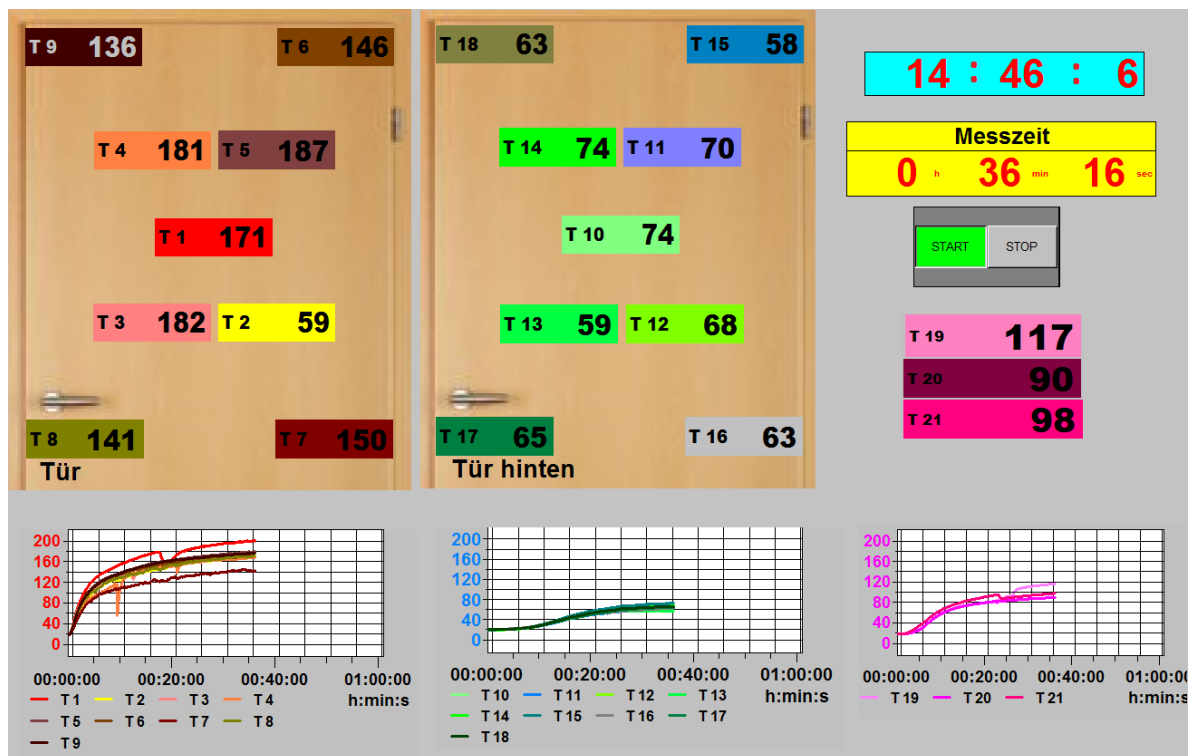 T 9 136
T 6 146
T 4 181
T 5 187
T 1 171
T 3 182
T 2 59
T 8 141
T 7 150
Tür
T 18 63
T 15 58
T 14 74
T 11 70
T 10 74
T 13 59
T 12 68
T 17 65
T 16 63
Tür hinten
14 : 46 : 6
Messzeit
0 h 36 min 16 sec
START STOP
T 19 117
T 20 90
T 21 98
200
160
120
80
40
0
00:00:00 00:20:00 00:40:00 01:00:00
h:min:s
T 1 T 2 T 3 T 4
T 5 T 6 T 7 T 8
T 9
200
160
120
80
40
0
00:00:00 00:20:00 00:40:00 01:00:00
h:min:s
T 10 T 11 T 12 T 13
T 14 T 15 T 16 T 17
T 18
200
160
120
80
40
0
00:00:00 00:20:00 00:40:00 01:00:00
h:min:s
T 19 T 20 T 21